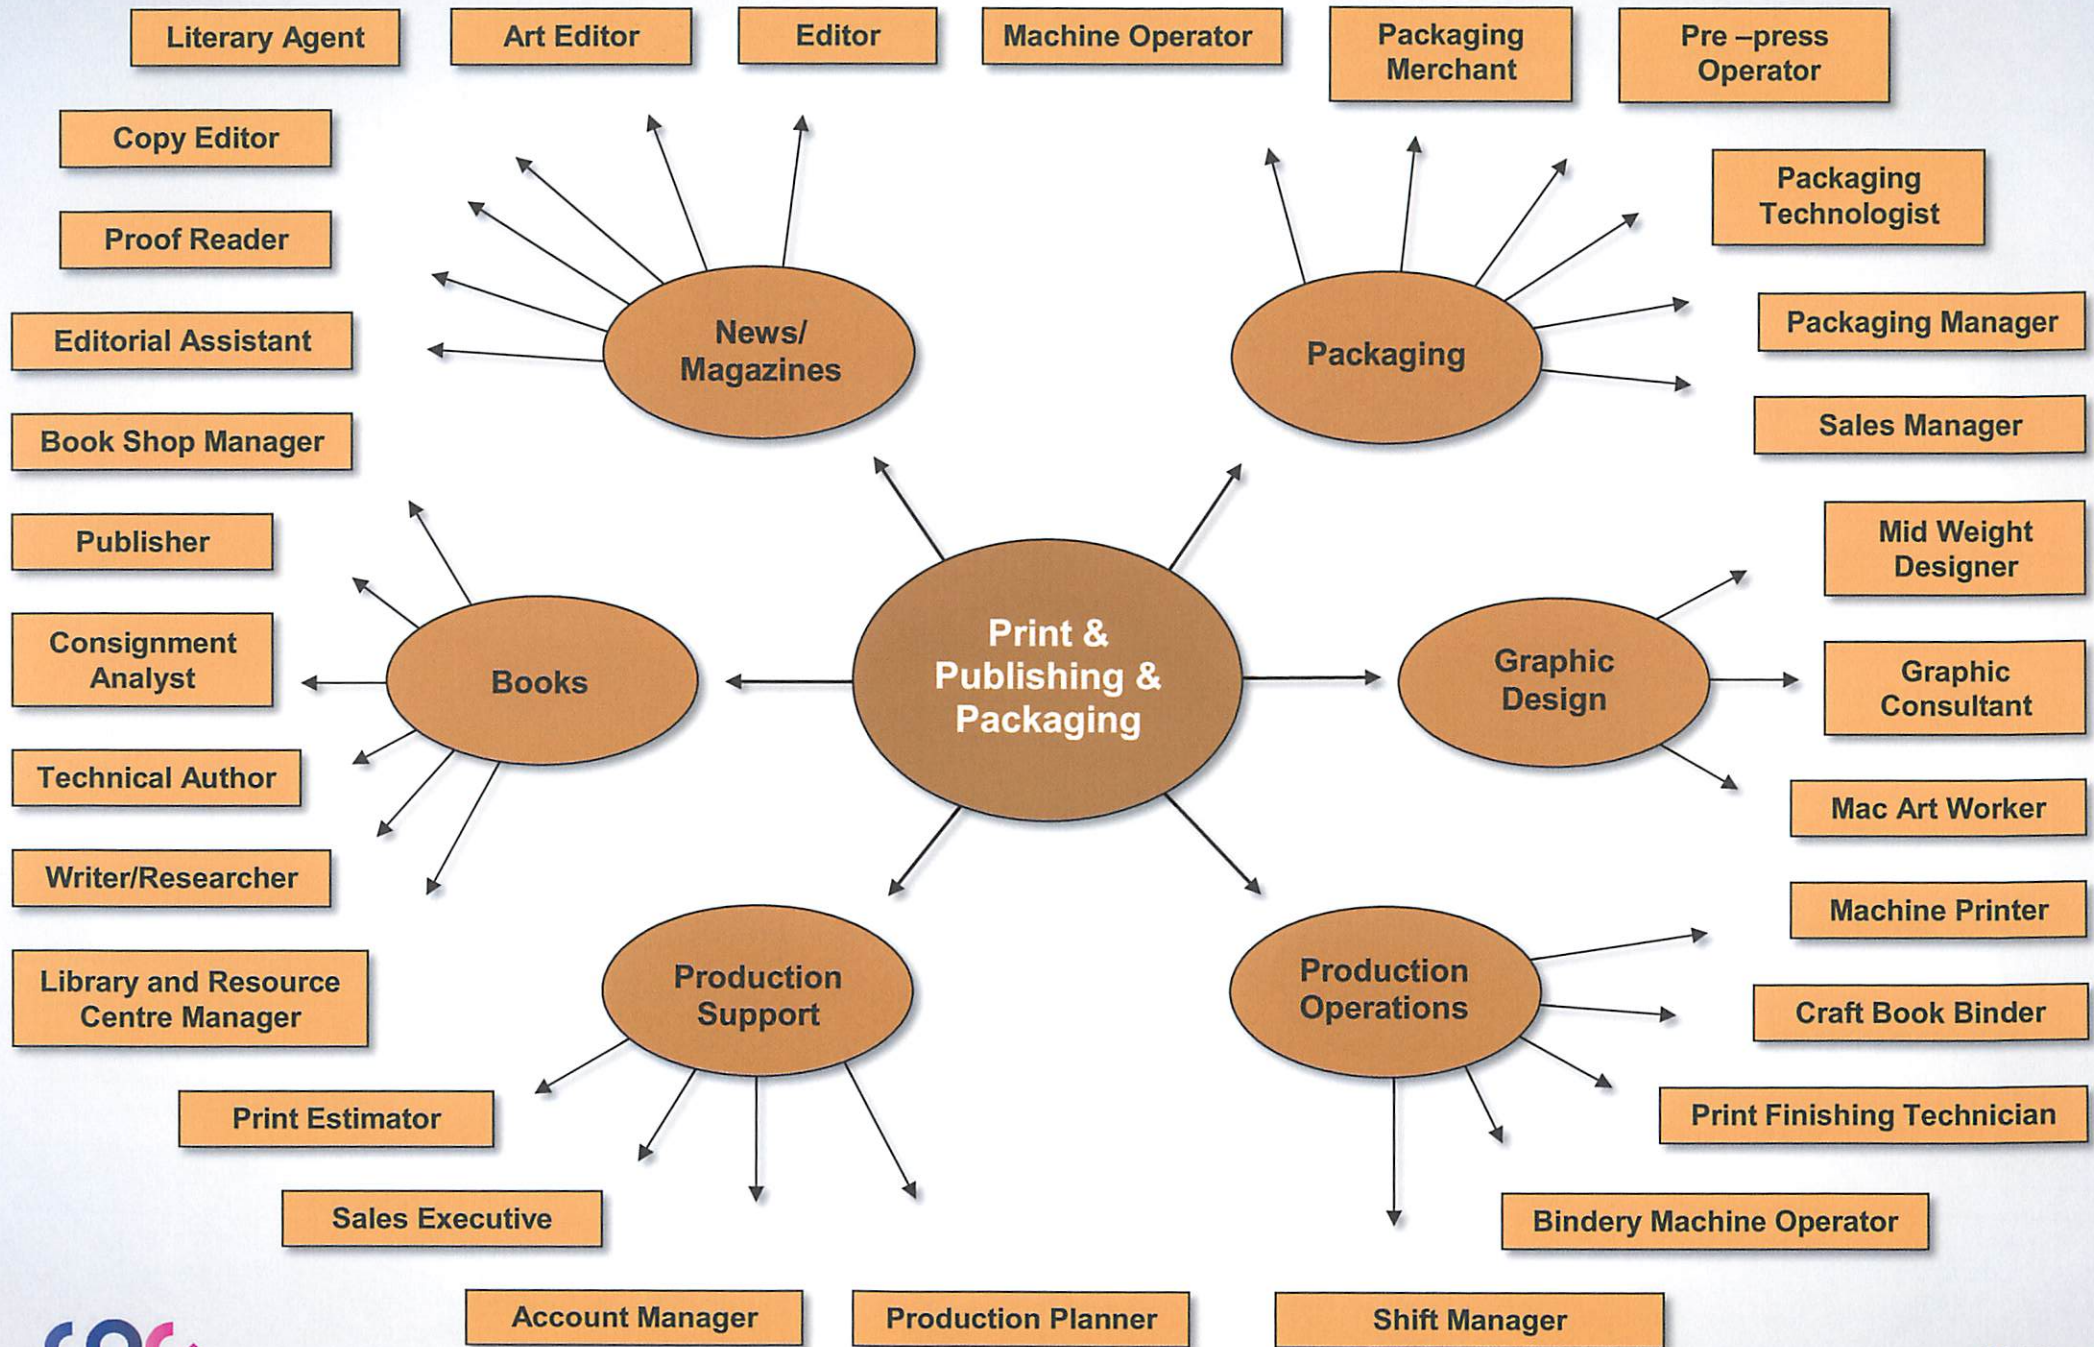 Literary Agent
Art Editor
Editor
Machine Operator
Packaging
Merchant
Pre –press
Operator
Copy Editor
Packaging
Technologist
Proof Reader
Editorial Assistant
News/
Magazines
Packaging
Packaging Manager
Book Shop Manager
Sales Manager
Publisher
Mid Weight
Designer
Consignment
Analyst
Books
Print &
Publishing &
Packaging
Graphic
Design
Graphic
Consultant
Technical Author
Mac Art Worker
Writer/Researcher
Machine Printer
Library and Resource
Centre Manager
Production
Support
Production
Operations
Craft Book Binder
Print Estimator
Print Finishing Technician
Sales Executive
Bindery Machine Operator
Account Manager
Production Planner
Shift Manager